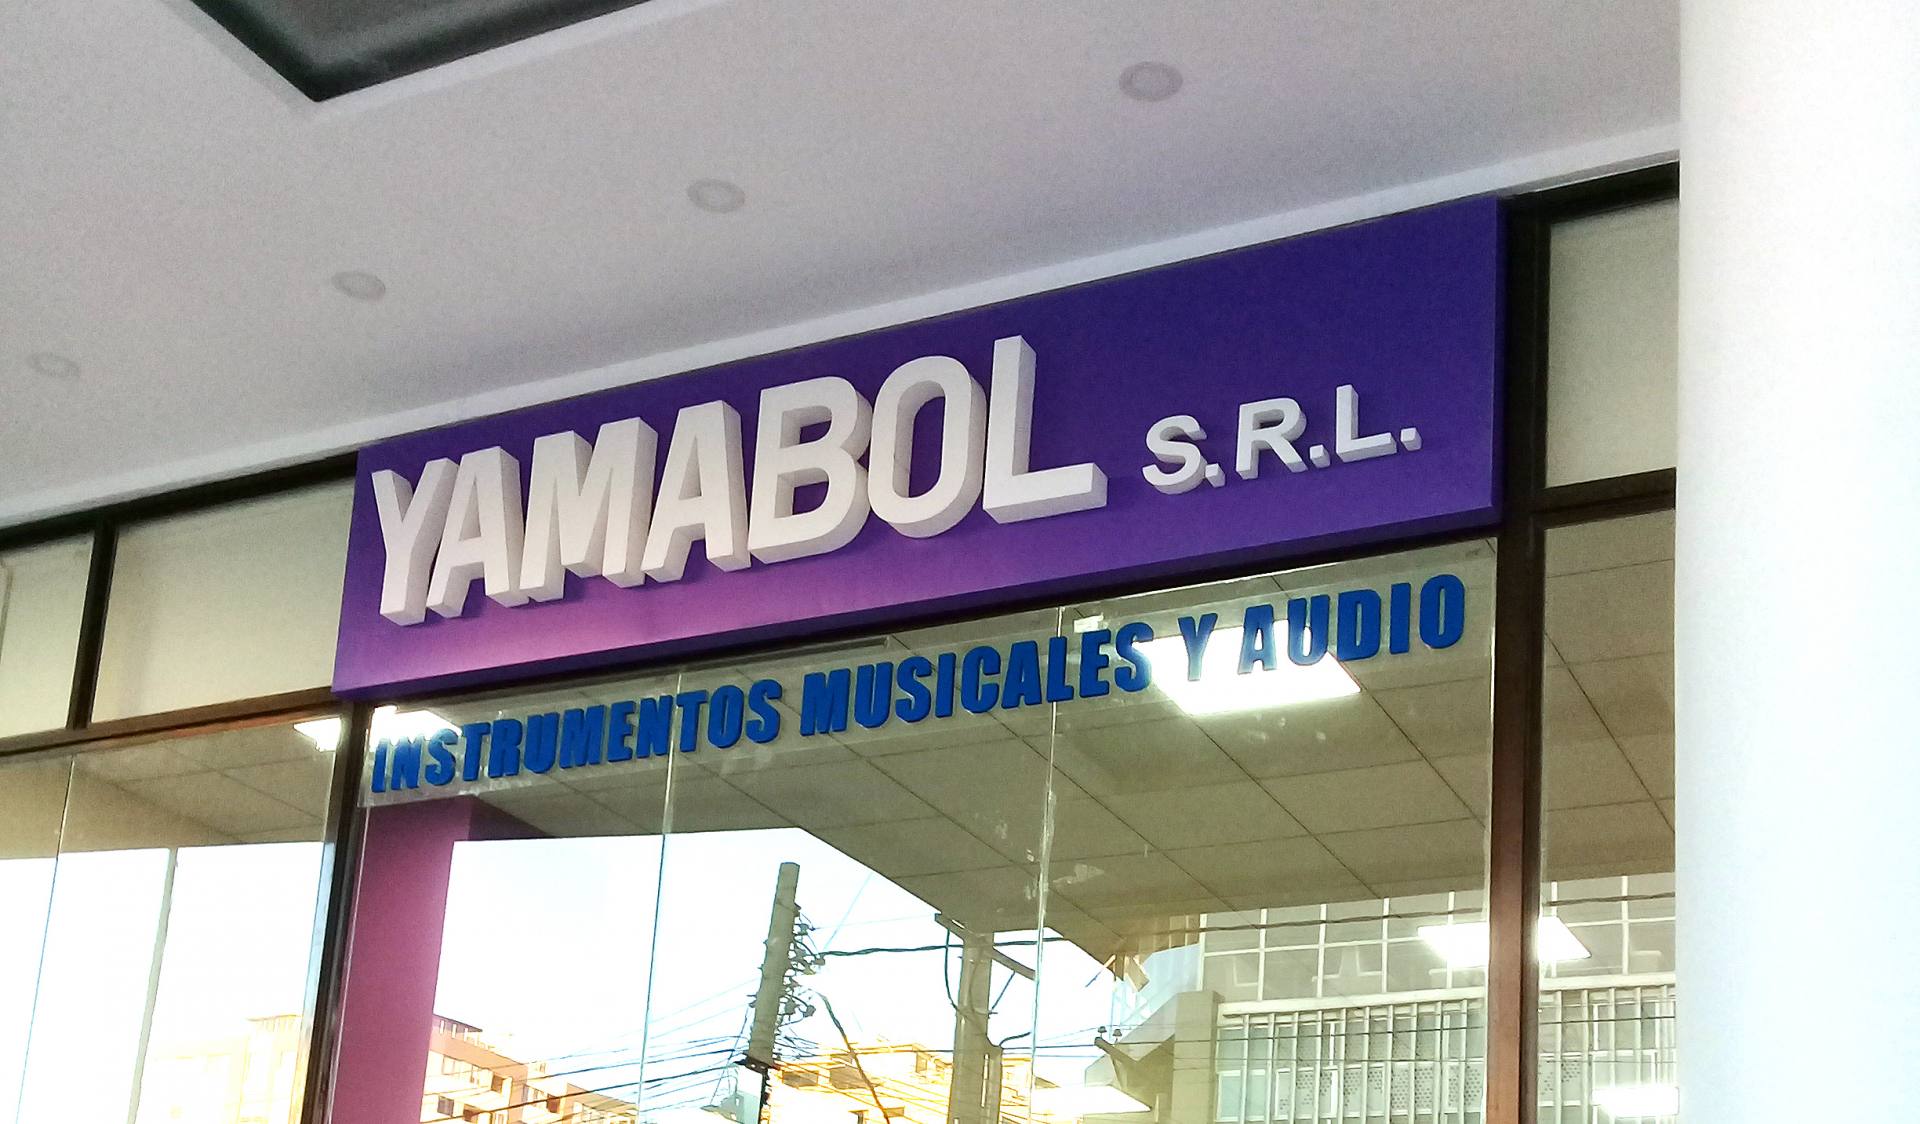 YAMABOL S.R.L.
INSTRUMENTOS MUSICALES Y AUDIO